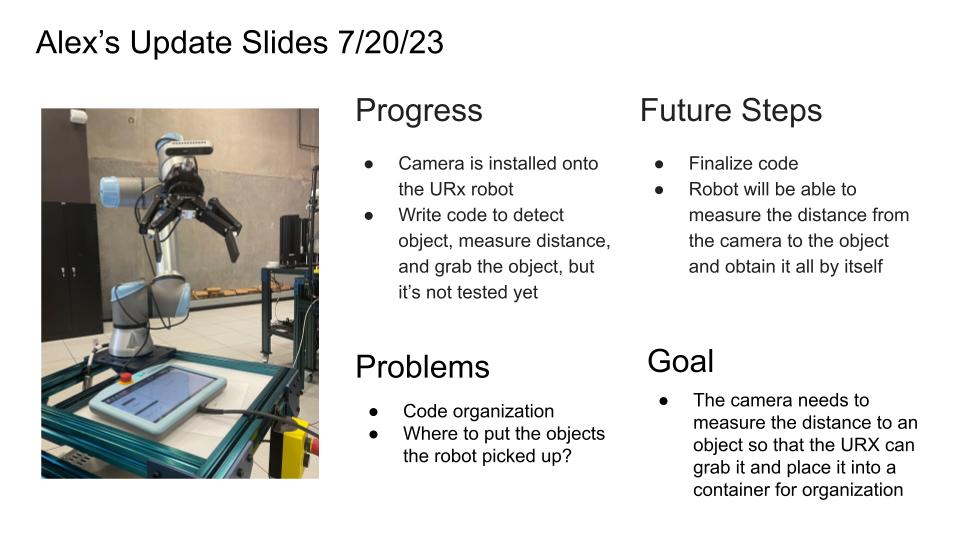 Alex’s Update Slides 7/20/23
Progress
● Camera is installed onto
the URx robot
● Write code to detect
object, measure distance,
and grab the object, but
it’s not tested yet
Future Steps
● Finalize code
● Robot will be able to
measure the distance from
the camera to the object
and obtain it all by itself
Problems
● Code organization
● Where to put the objects
the robot picked up?
Goal
● The camera needs to
measure the distance to an
object so that the URX can
grab it and place it into a
container for organization